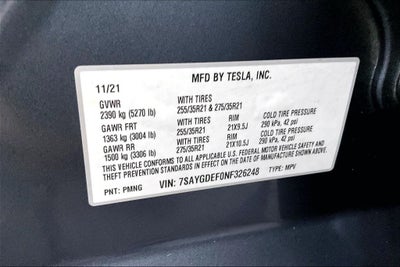 MFD BY TESLA, INC.
11/21
GVWR WITH TIRES
2390 kg (5270 lb) 255/35R21 & 275/35R21
GAWR FRT WITH TIRES RIM COLD TIRE PRESSURE
1363 kg (3004 lb) 255/35R21 21X9.5J 290 kPa, 42 psi
GAWR RR WITH TIRES RIM COLD TIRE PRESSURE
1500 kg (3306 lb) 275/35R21 21X10.5J 290 kPa, 42 psi
THIS VEHICLE CONFORMS TO ALL APPLICABLE U.S. FEDERAL MOTOR VEHICLE SAFETY AND
THEFT PREVENTION STANDARDS IN EFFECT ON THE DATE OF MANUFACTURE SHOWN ABOVE.
PNT: PMNG VIN: 7SAYGDEF0NF326248 TYPE: MPV